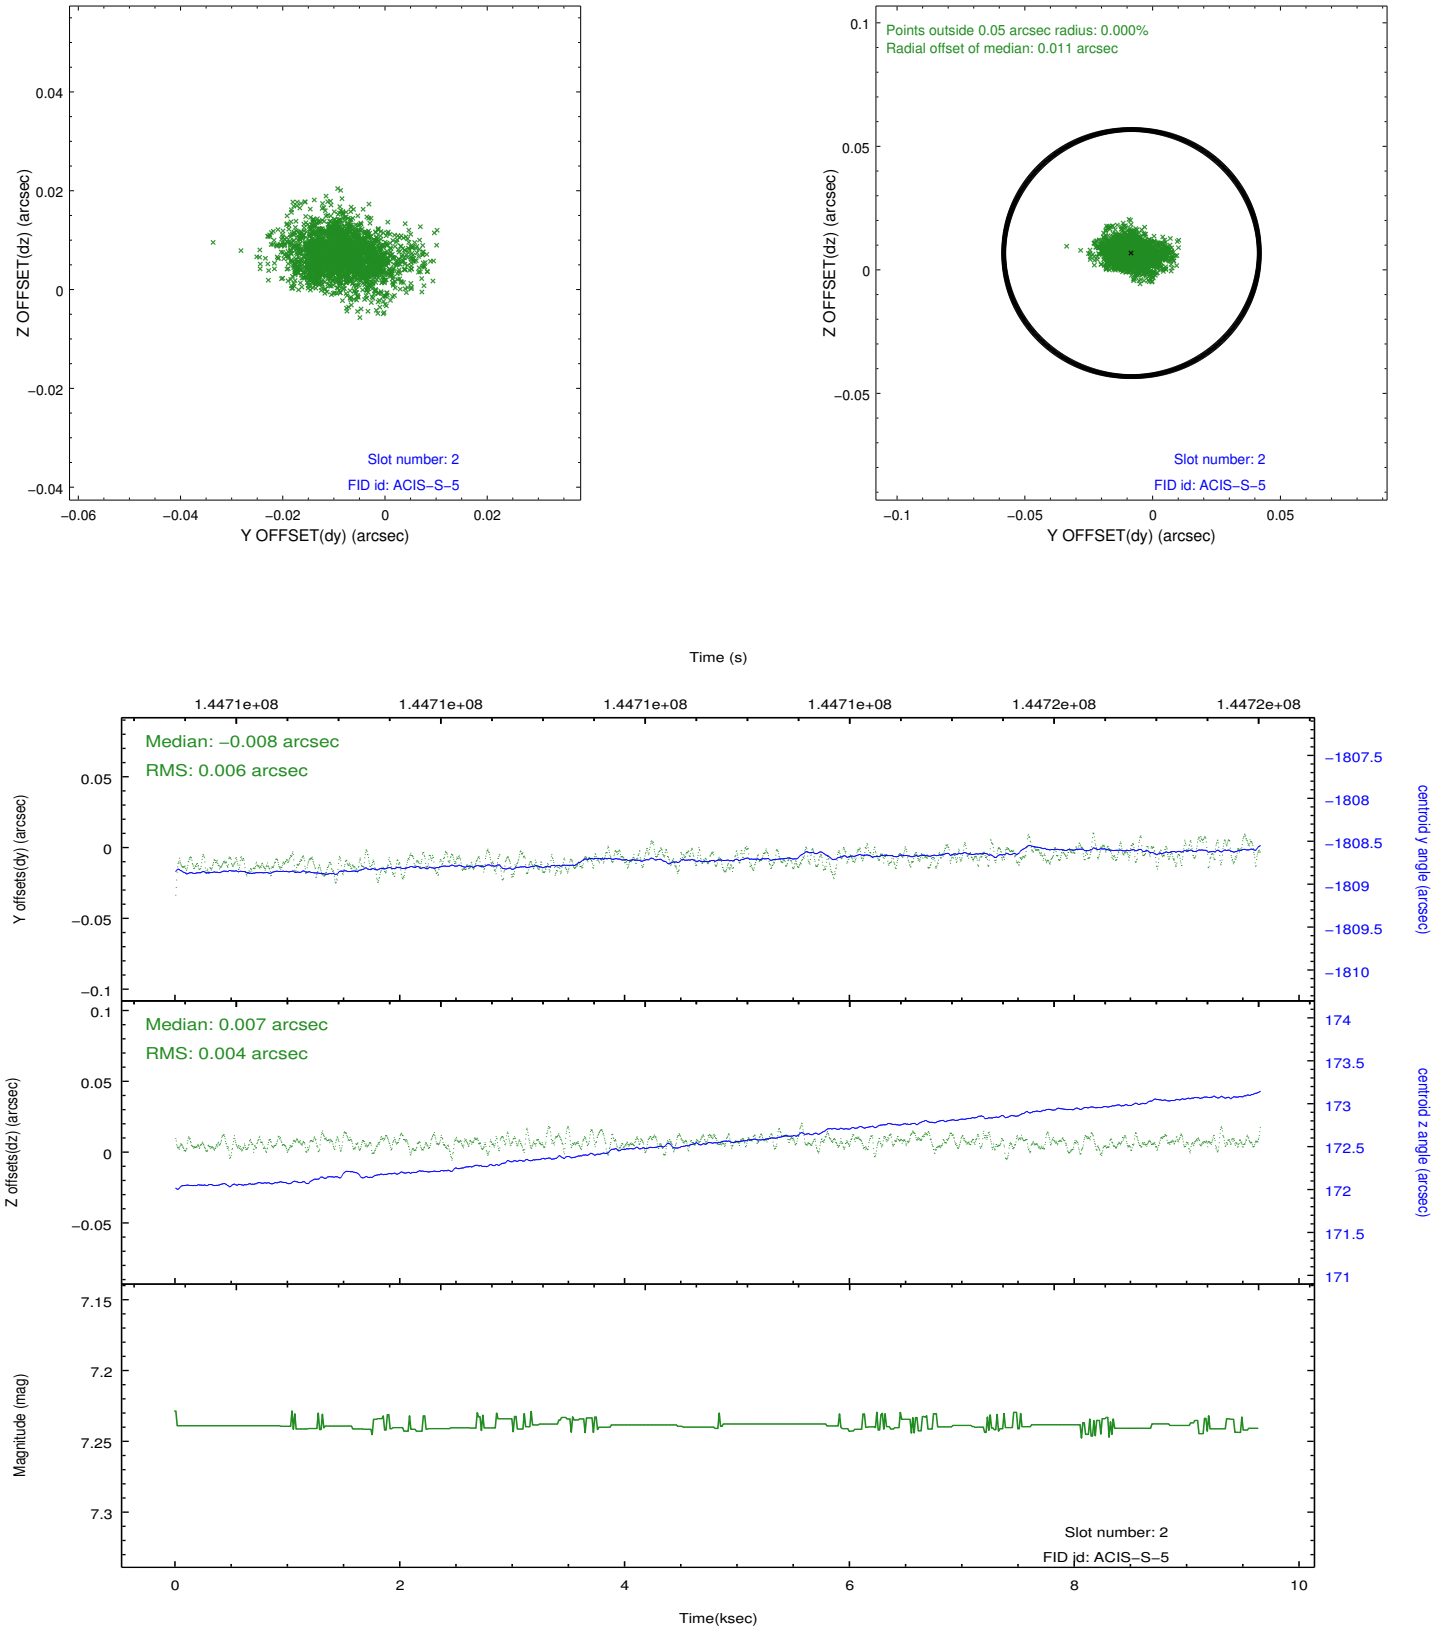 0.04
0.02
0
−0.02
−0.04
Z OFFSET(dz) (arcsec)
Slot number: 2
FID id: ACIS−S−5
−0.06
−0.04
−0.02
0
0.02
Y OFFSET(dy) (arcsec)
Points outside 0.05 arcsec radius: 0.000%
Radial offset of median: 0.011 arcsec
0.1
0.05
0
−0.05
Z OFFSET(dz) (arcsec)
Slot number: 2
FID id: ACIS−S−5
−0.1
−0.05
0
0.05
Y OFFSET(dy) (arcsec)
Time (s)
1.4471e+08
1.4471e+08
1.4471e+08
1.4471e+08
1.4472e+08
1.4472e+08
Median: −0.008 arcsec
RMS: 0.006 arcsec
0.05
0
−0.05
−0.1
Y offsets(dy) (arcsec)
−1807.5
−1808
−1808.5
−1809
−1809.5
−1810
centroid y angle (arcsec)
Median: 0.007 arcsec
RMS: 0.004 arcsec
0.1
0.05
0
−0.05
Z offsets(dz) (arcsec)
174
173.5
173
172.5
172
171.5
171
centroid z angle (arcsec)
7.15
7.2
7.25
7.3
Magnitude (mag)
Slot number: 2
FID id: ACIS−S−5
0
2
4
6
8
10
Time(ksec)